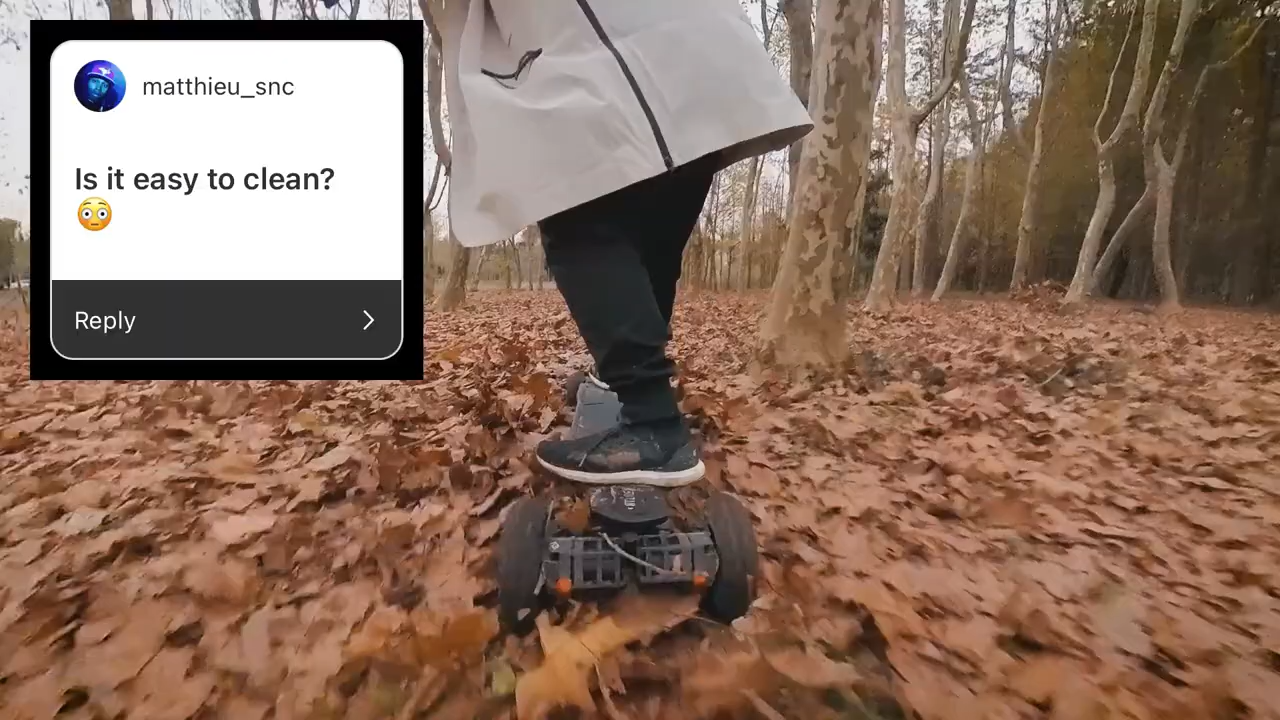 matthieu_snc
Is it easy to clean?
😳
Reply